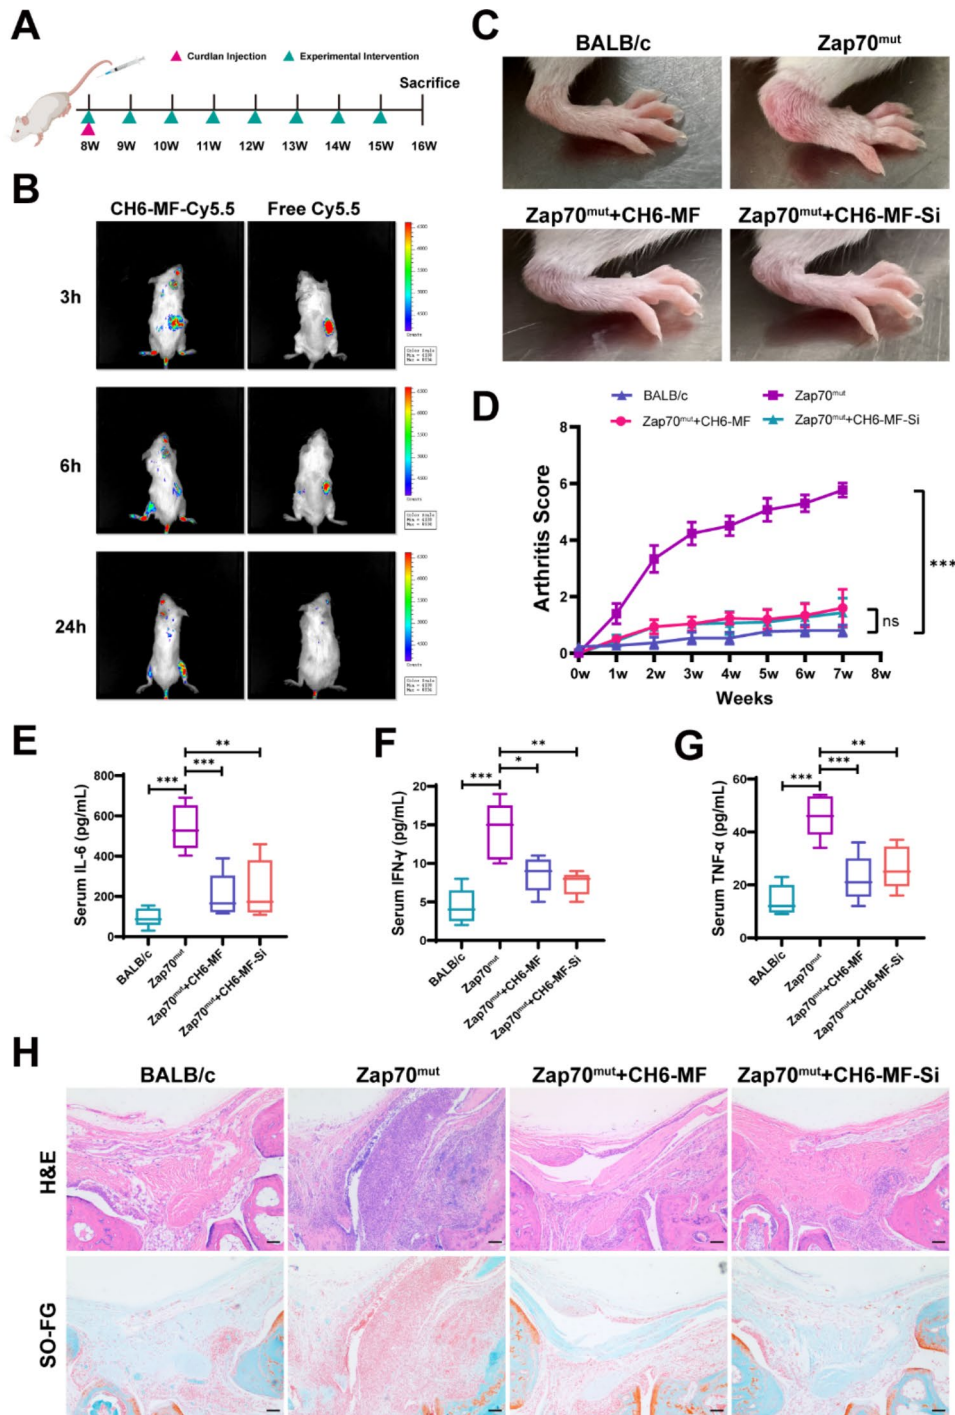 A
Curdlan Injection
Experimental Intervention
Sacrifice
8W 9W 10W 11W 12W 13W 14W 15W 16W
B
CH6-MF-Cy5.5 Free Cy5.5
3h
6h
24h
C
BALB/c Zap70mut
Zap70mut+CH6-MF Zap70mut+CH6-MF-Si
D
BALB/c Zap70mut
Zap70mut+CH6-MF Zap70mut+CH6-MF-Si
Arthritis Score
8
6
4
2
0
***
ns
0w 1w 2w 3w 4w 5w 6w 7w 8w
Weeks
E
Serum IL-6 (pg/mL)
800
600
400
200
0
**
***
***
BALB/c
Zap70mut
Zap70mut+CH6-MF
Zap70mut+CH6-MF-Si
F
Serum IFN-γ (pg/mL)
20
15
10
5
0
**
*
***
BALB/c
Zap70mut
Zap70mut+CH6-MF
Zap70mut+CH6-MF-Si
G
Serum TNF-α (pg/mL)
60
40
20
0
**
***
***
BALB/c
Zap70mut
Zap70mut+CH6-MF
Zap70mut+CH6-MF-Si
H
BALB/c Zap70mut Zap70mut+CH6-MF Zap70mut+CH6-MF-Si
H&E
SO-FG